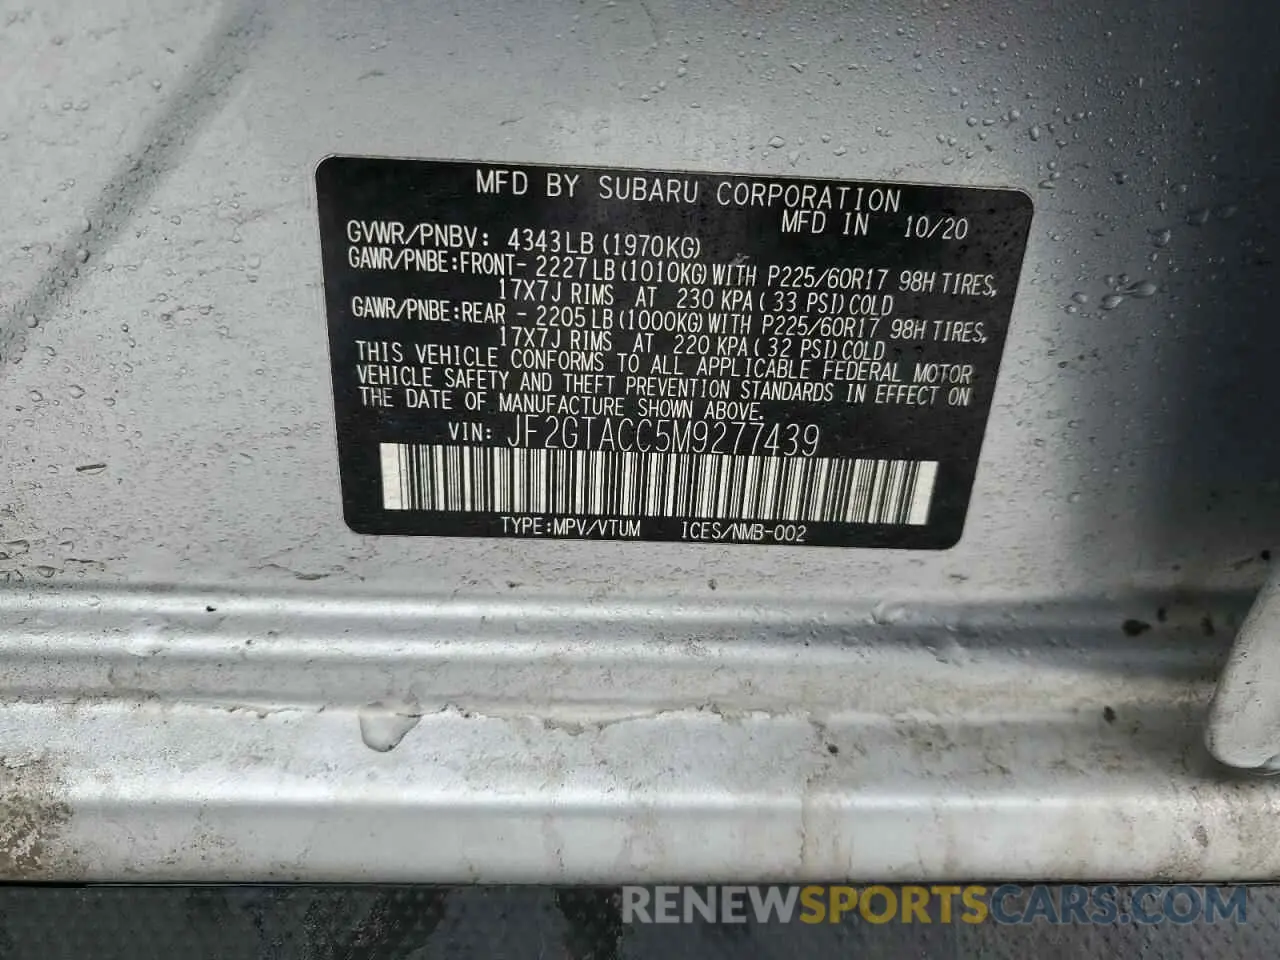 MFD BY SUBARU CORPORATION
MFD IN 10/20
GVWR/PNBV: 4343LB(1970KG)
GAWR/PNBE:FRONT- 2227LB(1010KG)WITH P225/60R17 98H TIRES,
17X7J RIMS AT 230 KPA( 33 PSI)COLD
GAWR/PNBE:REAR - 2205LB(1000KG)WITH P225/60R17 98H TIRES,
17X7J RIMS AT 220 KPA( 32 PSI)COLD
THIS VEHICLE CONFORMS TO ALL APPLICABLE FEDERAL MOTOR
VEHICLE SAFETY AND THEFT PREVENTION STANDARDS IN EFFECT ON
THE DATE OF MANUFACTURE SHOWN ABOVE.
VIN: JF2GTACC5M9277439
TYPE:MPV/VTUM ICES/NMB-002
RENEWSPORTSCARS.COM